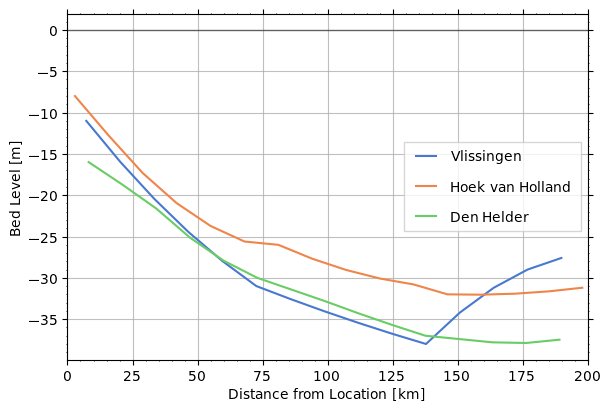 0
−5
−10
−15
−20
−25
−30
−35
Bed Level [m]
Vlissingen
Hoek van Holland
Den Helder
0 25 50 75 100 125 150 175 200
Distance from Location [km]